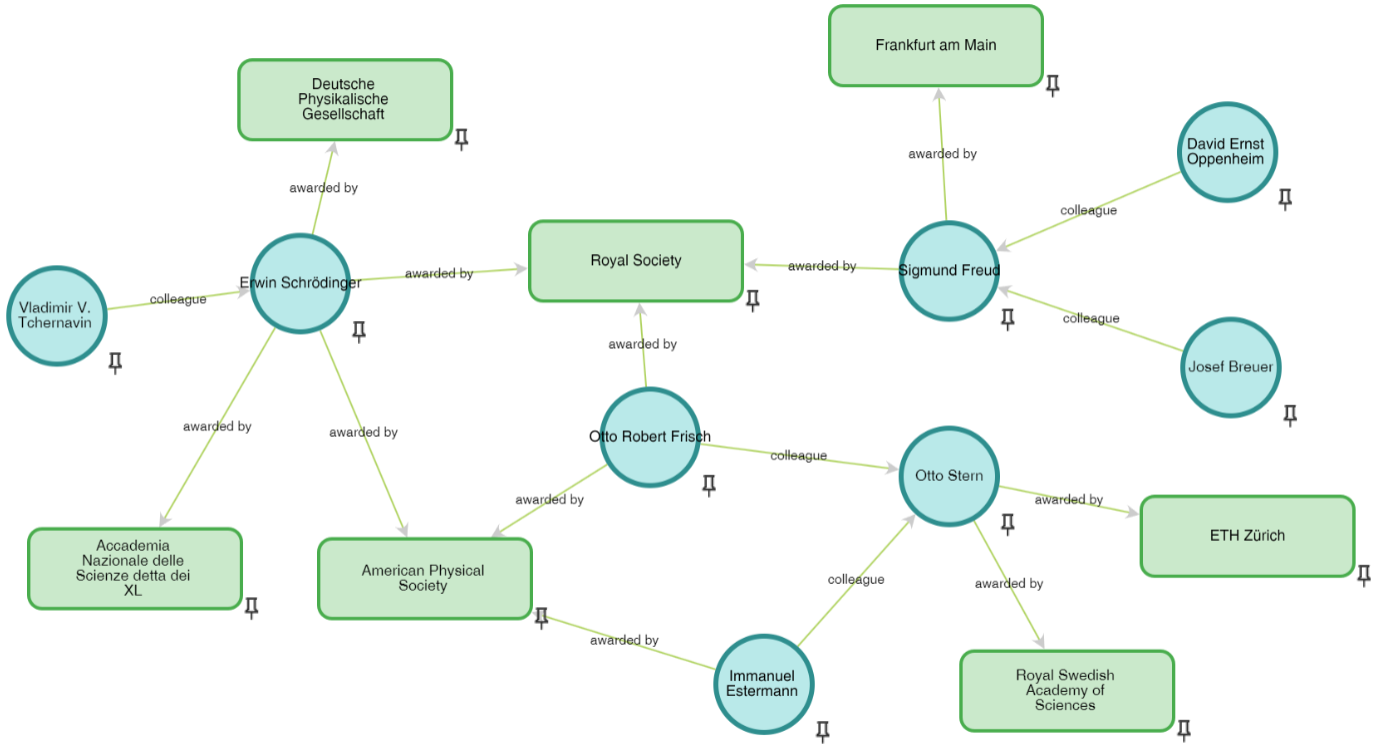 Frankfurt am Main
Deutsche
Physikalische
Gesellschaft
David Ernst
Oppenheim
awarded by
awarded by
colleague
Royal Society
awarded by
awarded by
Sigmund Freud
Erwin Schrödinger
colleague
Vladimir V.
Tchernavin
colleague
awarded by
Josef Breuer
awarded by
awarded by
Otto Robert Frisch
colleague
Otto Stern
awarded by
awarded by
ETH Zürich
Accademia
Nazionale delle
Scienze detta dei
XL
American Physical
Society
colleague
awarded by
awarded by
Immanuel
Estermann
Royal Swedish
Academy of
Sciences